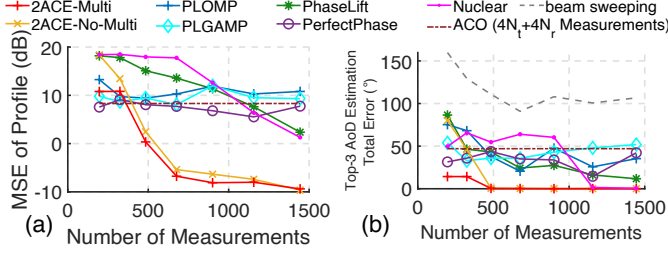 2ACE-Multi PLOMP PhaseLift Nuclear beam sweeping
2ACE-No-Multi PLGAMP PerfectPhase ACO (4Nt+4Nr Measurements)
MSE of Profile (dB)
20
10
0
-10
0 500 1000 1500
(a) Number of Measurements
Top-3 AoD Estimation
Total Error (°)
150
100
50
0
0 500 1000 1500
(b) Number of Measurements